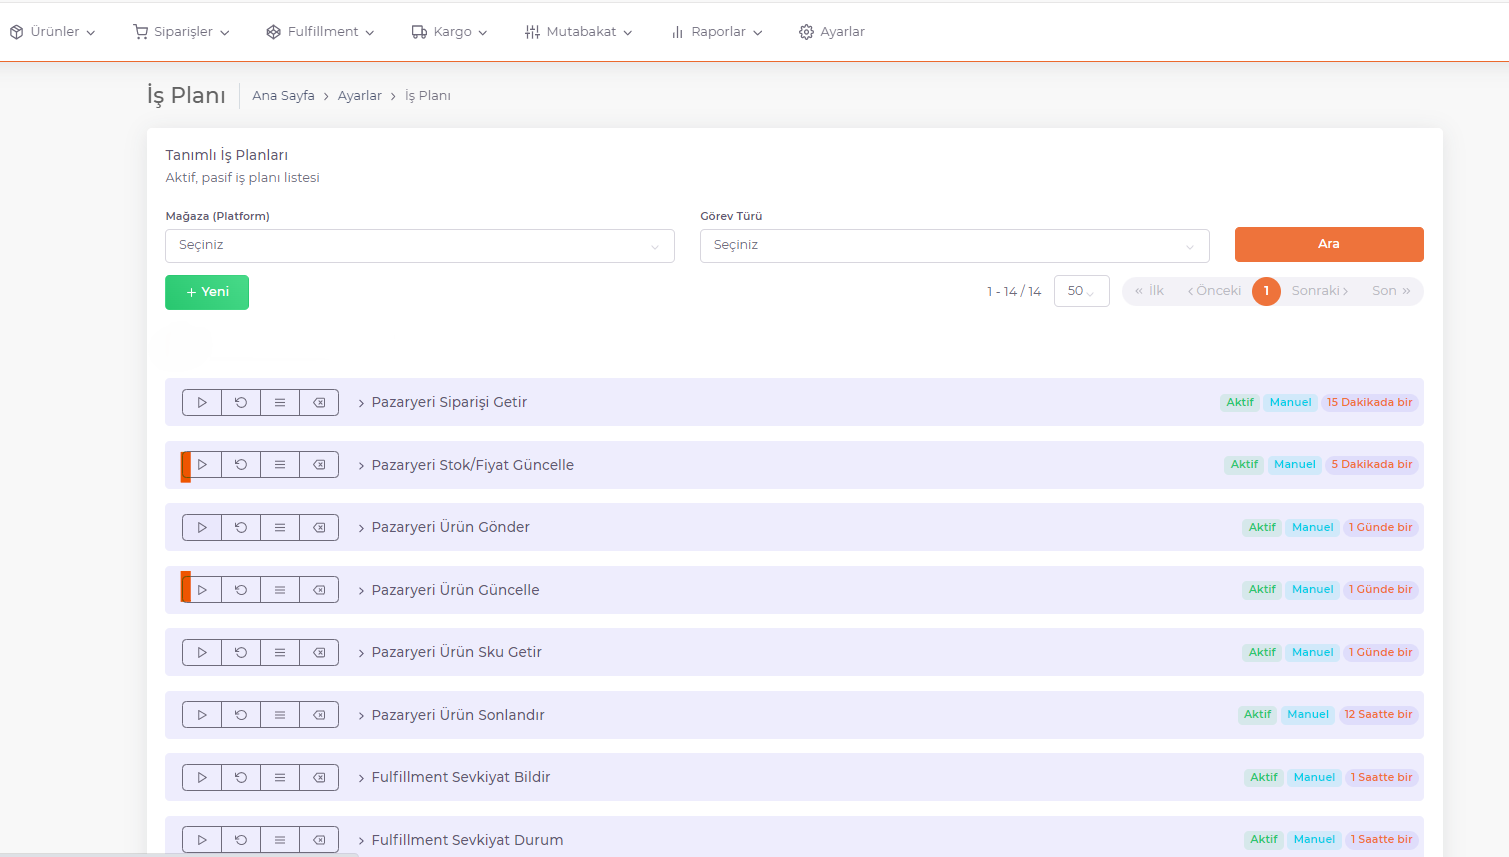 Ürünler Siparişler Fulfillment Kargo Mutabakat Raporlar Ayarlar
İş Planı Ana Sayfa > Ayarlar > İş Planı
Tanımlı İş Planları
Aktif, pasif iş planı listesi
Mağaza (Platform) Görev Türü
Seçiniz Seçiniz Ara
+ Yeni 1 - 14 / 14 50 « İlk ‹ Önceki 1 Sonraki › Son »
> Pazaryeri Siparişi Getir Aktif Manuel 15 Dakikada bir
> Pazaryeri Stok/Fiyat Güncelle Aktif Manuel 5 Dakikada bir
> Pazaryeri Ürün Gönder Aktif Manuel 1 Günde bir
> Pazaryeri Ürün Güncelle Aktif Manuel 1 Günde bir
> Pazaryeri Ürün Sku Getir Aktif Manuel 1 Günde bir
> Pazaryeri Ürün Sonlandır Aktif Manuel 12 Saatte bir
> Fulfillment Sevkiyat Bildir Aktif Manuel 1 Saatte bir
> Fulfillment Sevkiyat Durum Aktif Manuel 1 Saatte bir